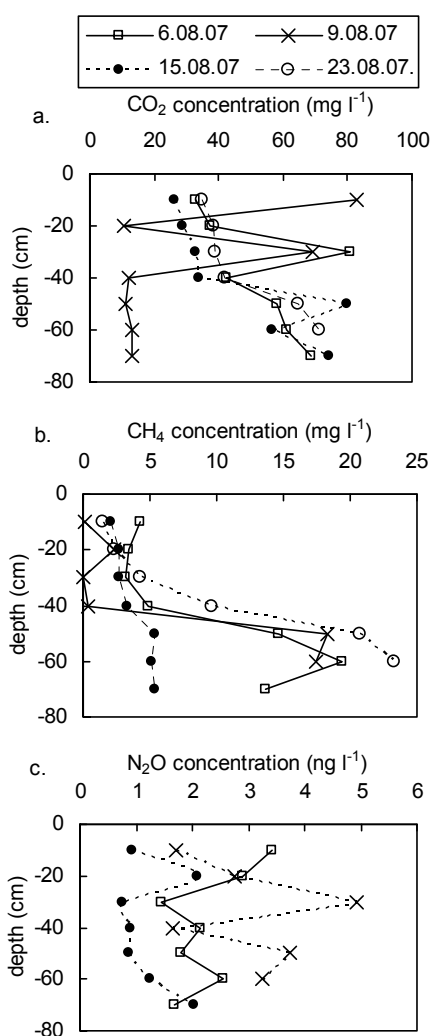 6.08.07 9.08.07
15.08.07 23.08.07.
a. CO₂ concentration (mg l⁻¹)
0 20 40 60 80 100
0
-20
-40
-60
-80
depth (cm)
b. CH₄ concentration (mg l⁻¹)
0 5 10 15 20 25
0
-20
-40
-60
-80
depth (cm)
c. N₂O concentration (ng l⁻¹)
0 1 2 3 4 5 6
0
-20
-40
-60
-80
depth (cm)